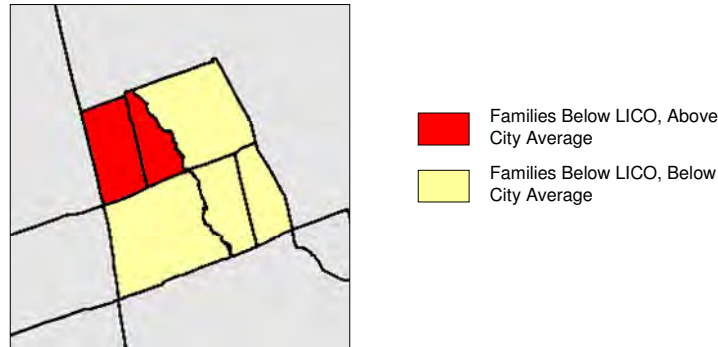 Families Below LICO, Above
City Average
Families Below LICO, Below
City Average